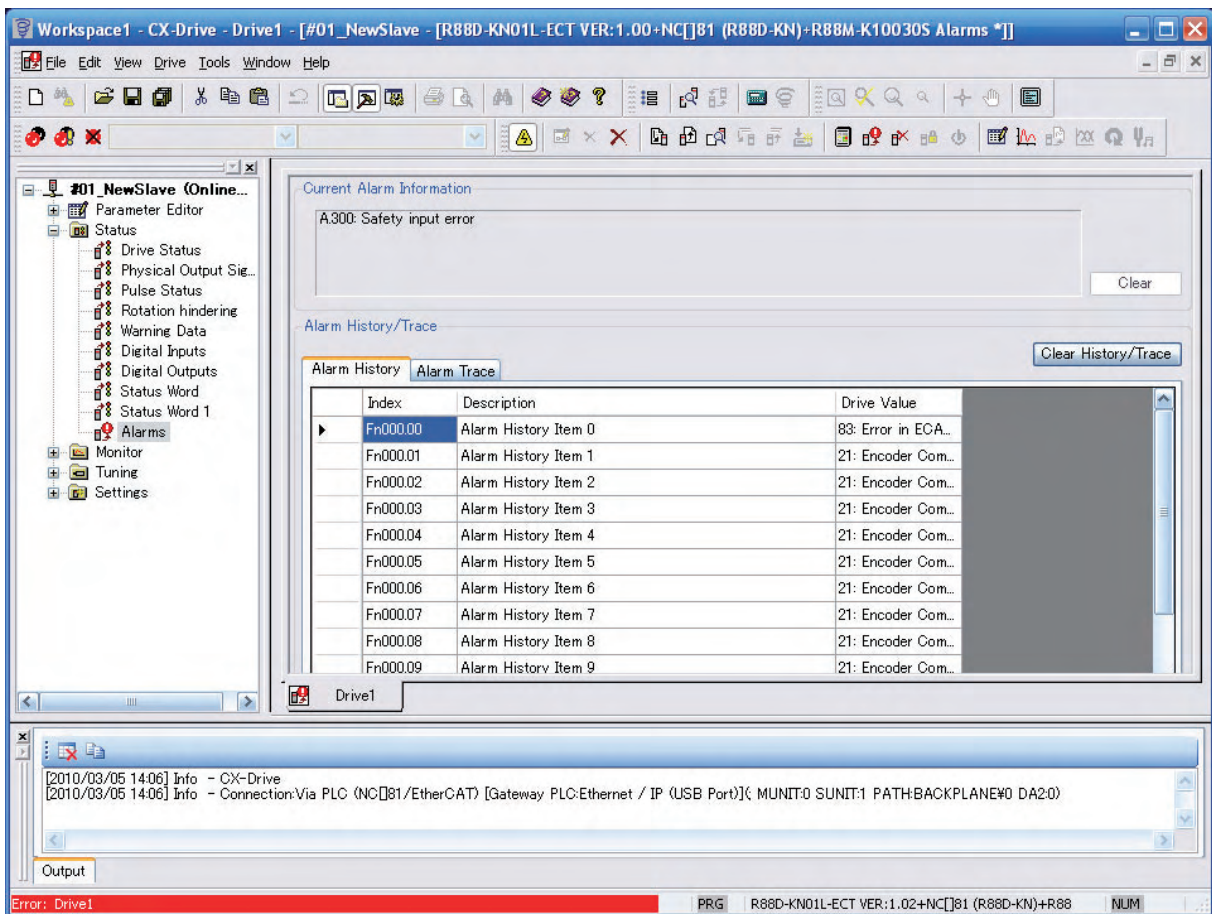 Workspace1 - CX-Drive - Drive1 - [#01_NewSlave - [R88D-KN01L-ECT VER:1.00+NC[]81 (R88D-KN)+R88M-K10030S Alarms *]]
File Edit View Drive Tools Window Help
#01_NewSlave (Online...
Parameter Editor
Status
Drive Status
Physical Output Sig...
Pulse Status
Rotation hindering
Warning Data
Digital Inputs
Digital Outputs
Status Word
Status Word 1
Alarms
Monitor
Tuning
Settings
Current Alarm Information
A.300: Safety input error
Clear
Alarm History/Trace
Clear History/Trace
Alarm History Alarm Trace
Index Description Drive Value
Fn000.00 Alarm History Item 0 83: Error in ECA...
Fn000.01 Alarm History Item 1 21: Encoder Com...
Fn000.02 Alarm History Item 2 21: Encoder Com...
Fn000.03 Alarm History Item 3 21: Encoder Com...
Fn000.04 Alarm History Item 4 21: Encoder Com...
Fn000.05 Alarm History Item 5 21: Encoder Com...
Fn000.06 Alarm History Item 6 21: Encoder Com...
Fn000.07 Alarm History Item 7 21: Encoder Com...
Fn000.08 Alarm History Item 8 21: Encoder Com...
Fn000.09 Alarm History Item 9 21: Encoder Com...
Drive1
[2010/03/05 14:06] Info - CX-Drive
[2010/03/05 14:06] Info - Connection:Via PLC (NC[]81/EtherCAT) [Gateway PLC:Ethernet / IP (USB Port)](; MUNIT:0 SUNIT:1 PATH:BACKPLANE¥0 DA2:0)
Output
Error: Drive1
PRG R88D-KN01L-ECT VER:1.02+NC[]81 (R88D-KN)+R88 NUM